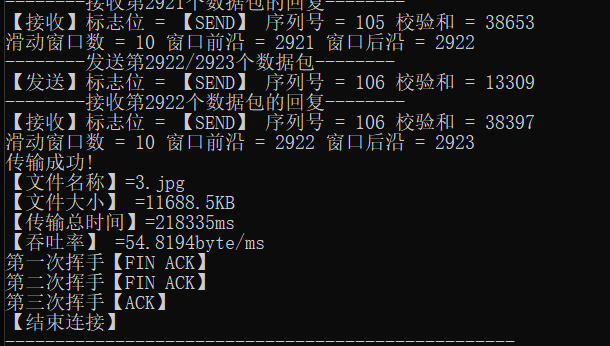 --------接收第2921个数据包的回复--------
【接收】标志位 = 【SEND】 序列号 = 105 校验和 = 38653
滑动窗口数 = 10 窗口前沿 = 2921 窗口后沿 = 2922
--------发送第2922/2923个数据包--------
【发送】标志位 = 【SEND】 序列号 = 106 校验和 = 13309
--------接收第2922个数据包的回复--------
【接收】标志位 = 【SEND】 序列号 = 106 校验和 = 38397
滑动窗口数 = 10 窗口前沿 = 2922 窗口后沿 = 2923
传输成功!
【文件名称】=3.jpg
【文件大小】 =11688.5KB
【传输总时间】=218335ms
【吞吐率】 =54.8194byte/ms
第一次挥手【FIN ACK】
第二次挥手【FIN ACK】
第三次挥手【ACK】
【结束连接】
---------------------------------------------------